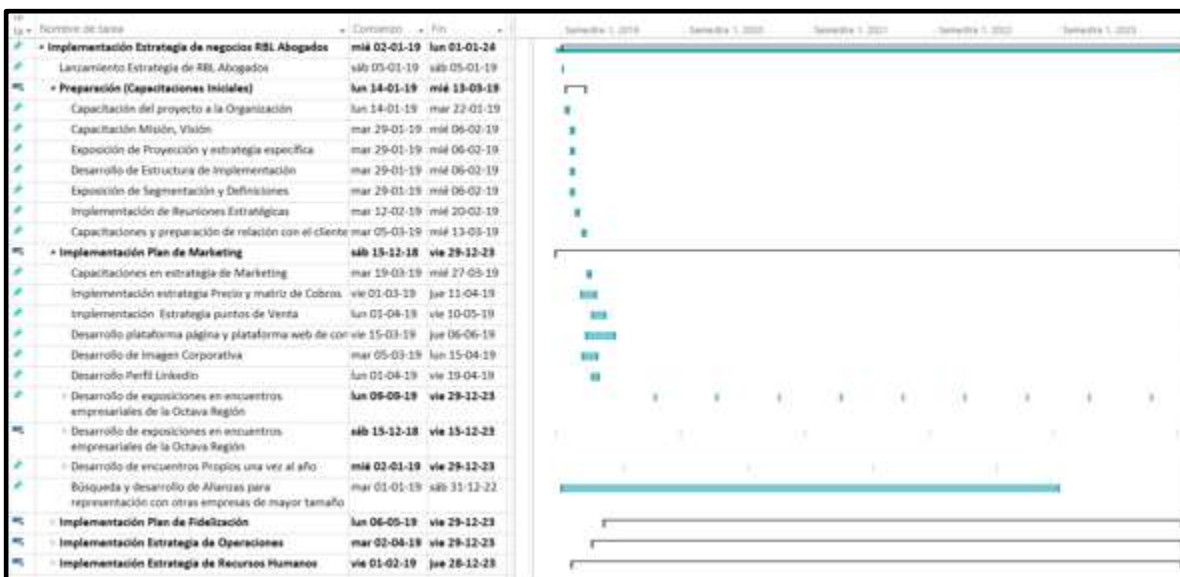 Nombre de tarea Comienzo Fin Semestre 1, 2019 Semestre 1, 2020 Semestre 1, 2021 Semestre 1, 2022 Semestre 1, 2023
Implementación Estrategia de negocios RBL Abogados mié 02-01-19 lun 01-01-24
Lanzamiento Estrategia de RBL Abogados sáb 05-01-19 sáb 05-01-19
Preparación (Capacitaciones Iniciales) lun 14-01-19 mié 13-03-19
Capacitación del proyecto a la Organización lun 14-01-19 mar 22-01-19
Capacitación Misión, Visión mar 29-01-19 mié 06-02-19
Exposición de Proyección y estrategia específica mar 29-01-19 mié 06-02-19
Desarrollo de Estructura de Implementación mar 29-01-19 mié 06-02-19
Exposición de Segmentación y Definiciones mar 29-01-19 mié 06-02-19
Implementación de Reuniones Estratégicas mar 12-02-19 mié 20-02-19
Capacitaciones y preparación de relación con el cliente mar 05-03-19 mié 13-03-19
Implementación Plan de Marketing sáb 15-12-18 vie 29-12-23
Capacitaciones en estrategia de Marketing mar 19-03-19 mié 27-03-19
Implementación estrategia Precio y matriz de Cobros vie 01-03-19 jue 11-04-19
Implementación Estrategia puntos de Venta lun 01-04-19 vie 10-05-19
Desarrollo plataforma página y plataforma web de con vie 15-03-19 jue 06-06-19
Desarrollo de Imagen Corporativa mar 05-03-19 lun 15-04-19
Desarrollo Perfil Linkedin lun 01-04-19 vie 19-04-19
Desarrollo de exposiciones en encuentros lun 09-09-19 vie 29-12-23
empresariales de la Octava Región
Desarrollo de exposiciones en encuentros sáb 15-12-18 vie 15-12-23
empresariales de la Octava Región
Desarrollo de encuentros Propios una vez al año mié 02-01-19 vie 29-12-23
Búsqueda y desarrollo de Alianzas para mar 01-01-19 sáb 31-12-22
representación con otras empresas de mayor tamaño
Implementación Plan de Fidelización lun 06-05-19 vie 29-12-23
Implementación Estrategia de Operaciones mar 02-04-19 vie 29-12-23
Implementación Estrategia de Recursos Humanos vie 01-02-19 jue 28-12-23